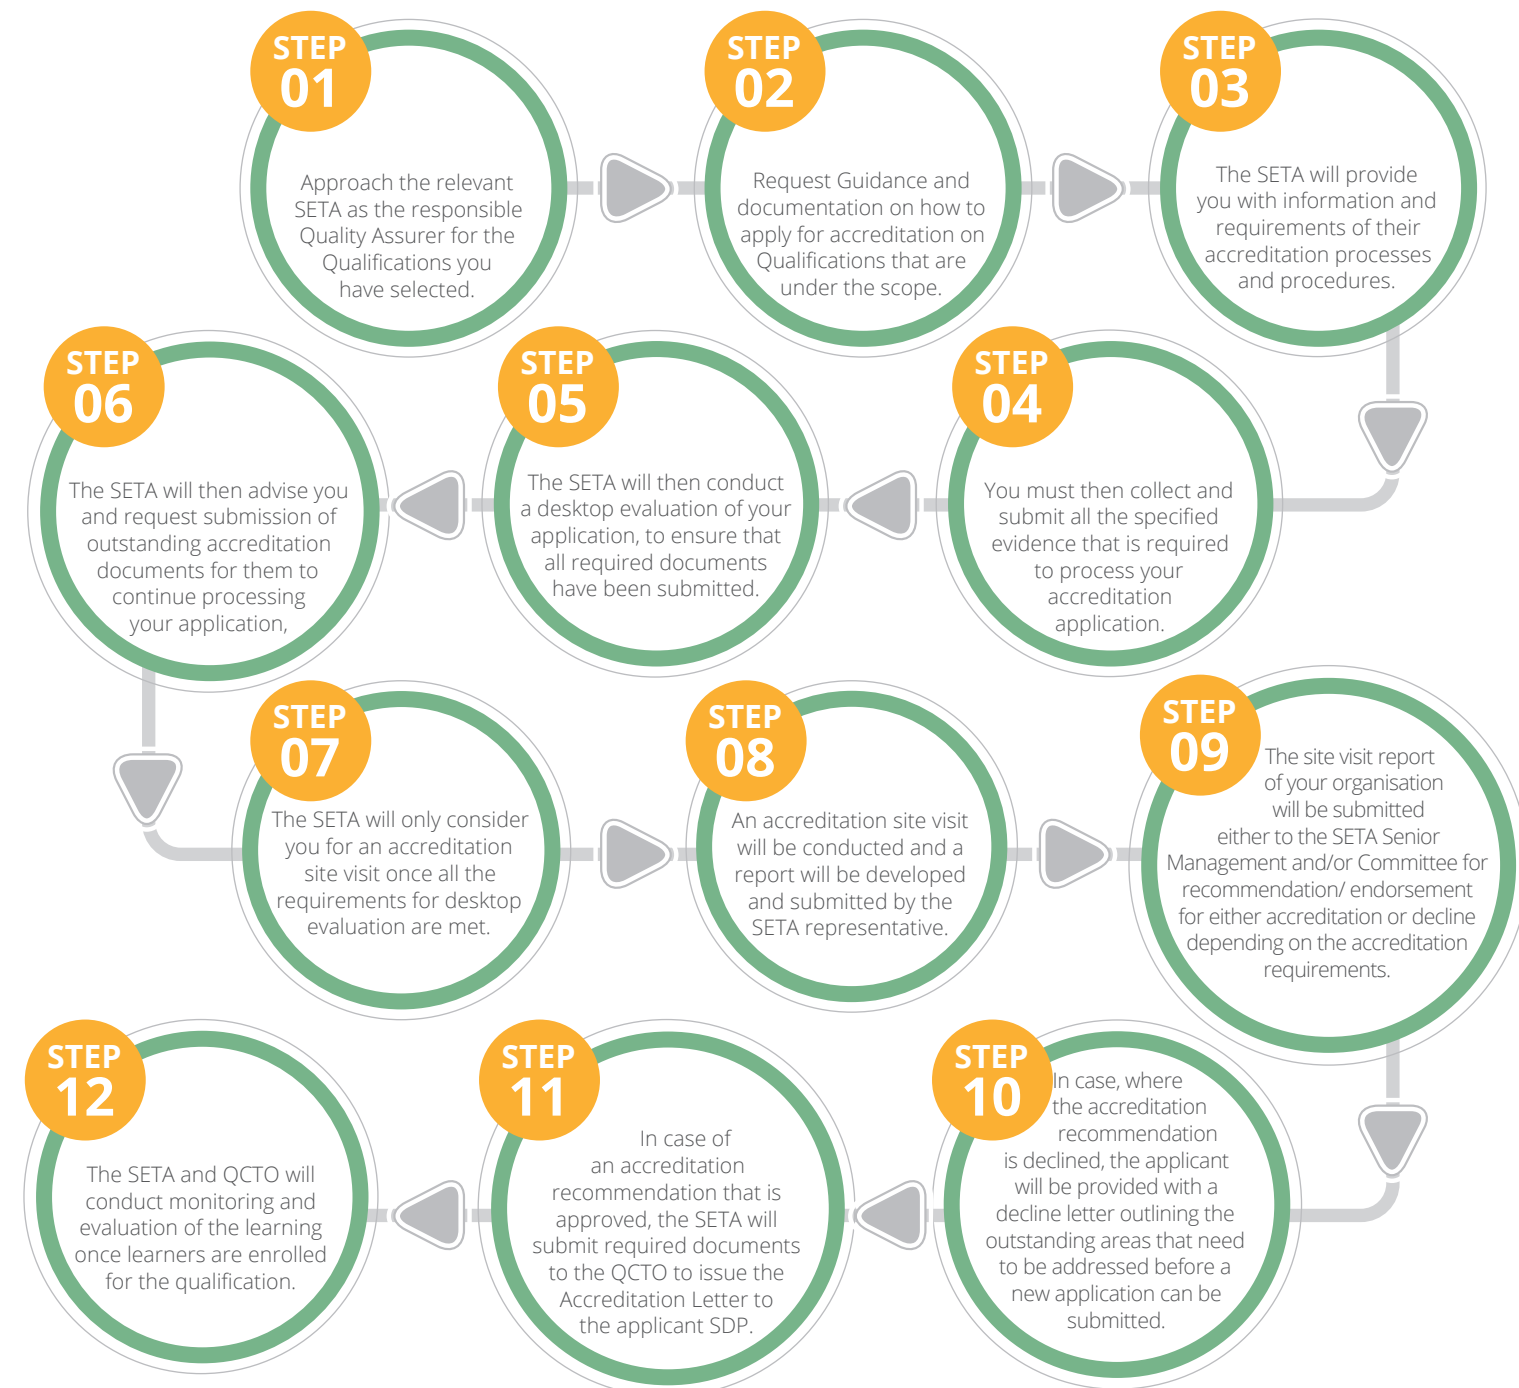 STEP
01
Approach the relevant
SETA as the responsible
Quality Assurer for the
Qualifications you
have selected.
STEP
02
Request Guidance and
documentation on how to
apply for accreditation on
Qualifications that are
under the scope.
STEP
03
The SETA will provide
you with information and
requirements of their
accreditation processes
and procedures.
STEP
04
You must then collect and
submit all the specified
evidence that is required
to process your
accreditation
application.
STEP
05
The SETA will then conduct
a desktop evaluation of your
application, to ensure that
all required documents
have been submitted.
STEP
06
The SETA will then advise you
and request submission of
outstanding accreditation
documents for them to
continue processing
your application,
STEP
07
The SETA will only consider
you for an accreditation
site visit once all the
requirements for desktop
evaluation are met.
STEP
08
An accreditation site visit
will be conducted and a
report will be developed
and submitted by the
SETA representative.
STEP
09
The site visit report
of your organisation
will be submitted
either to the SETA Senior
Management and/or Committee for
recommendation/ endorsement
for either accreditation or decline
depending on the accreditation
requirements.
STEP
10
In case, where
the accreditation
recommendation
is declined, the applicant
will be provided with a
decline letter outlining the
outstanding areas that need
to be addressed before a
new application can be
submitted.
STEP
11
In case of
an accreditation
recommendation that is
approved, the SETA will
submit required documents
to the QCTO to issue the
Accreditation Letter to
the applicant SDP.
STEP
12
The SETA and QCTO will
conduct monitoring and
evaluation of the learning
once learners are enrolled
for the qualification.